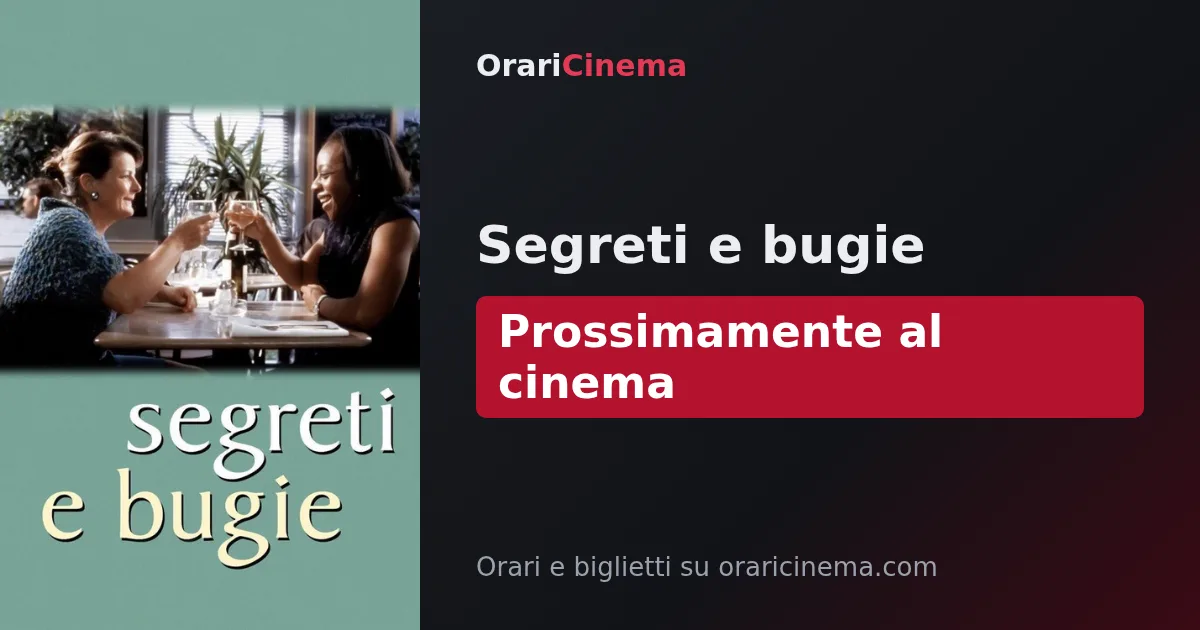 segreti
e bugie
OrariCinema
Segreti e bugie
Prossimamente al
cinema
Orari e biglietti su oraricinema.com